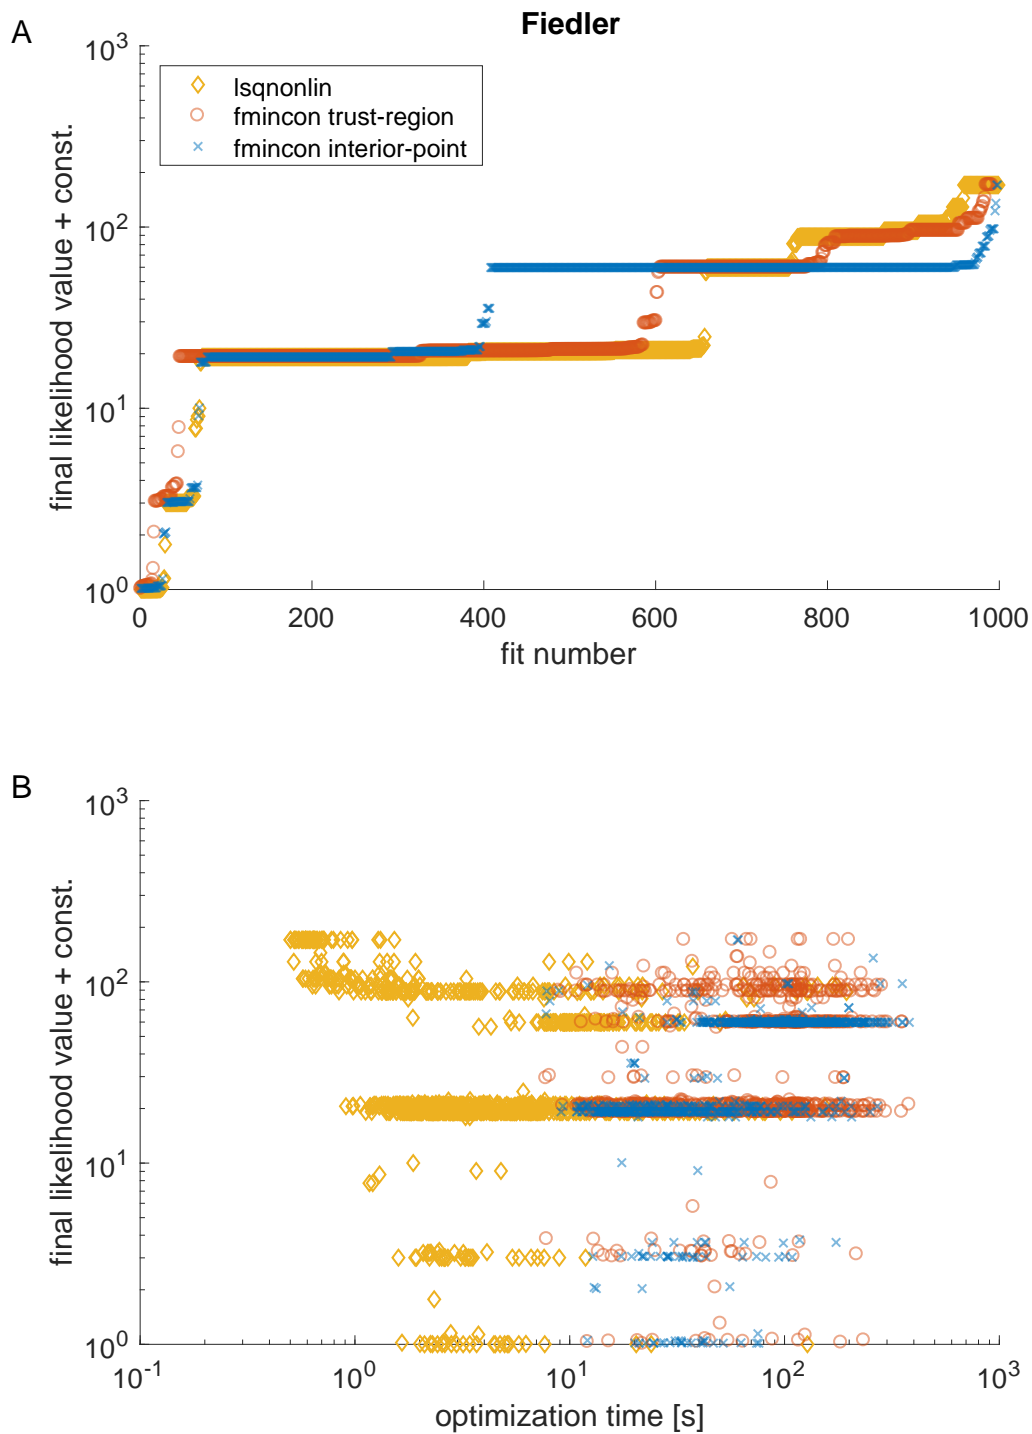 A
Fiedler
10^3
10^2
10^1
10^0
final likelihood value + const.
lsqnonlin
fmincon trust-region
fmincon interior-point
0 200 400 600 800 1000
fit number
B
10^3
10^2
10^1
10^0
final likelihood value + const.
10^-1 10^0 10^1 10^2 10^3
optimization time [s]